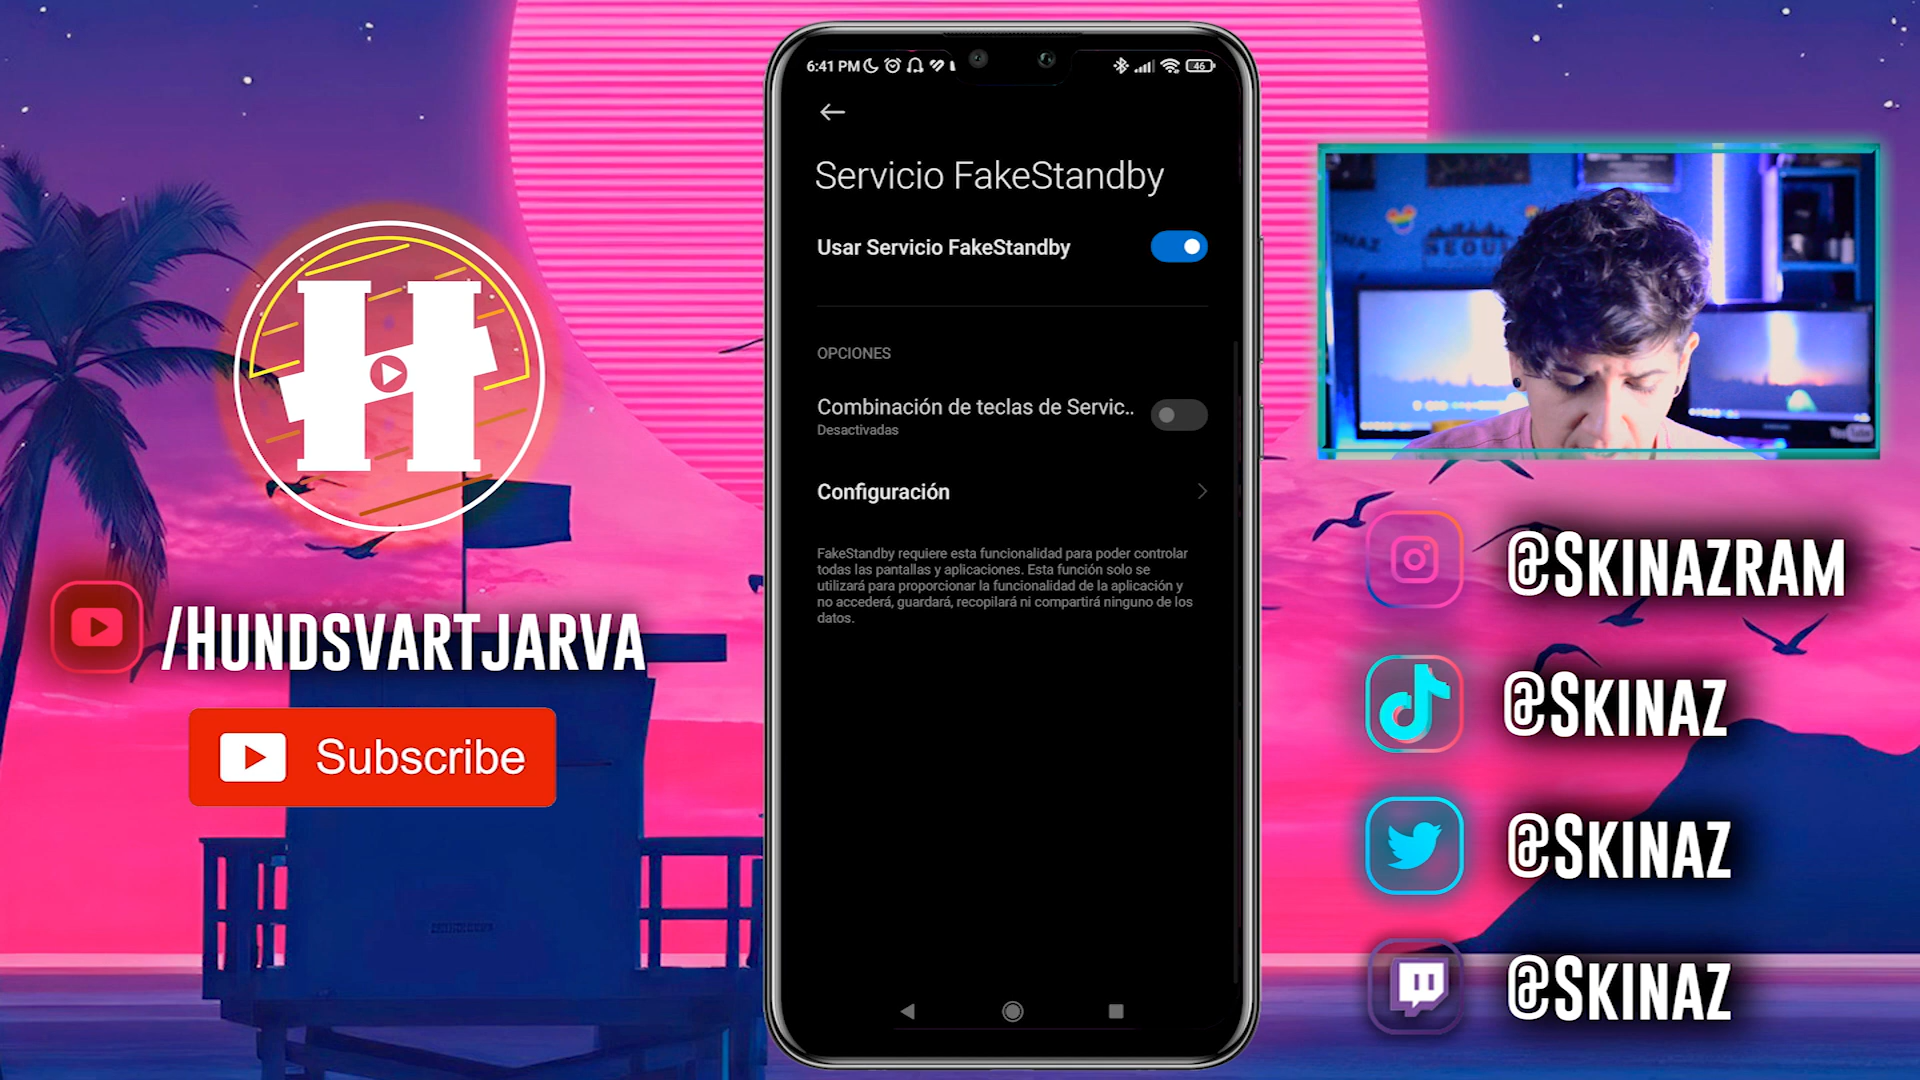 6:41 PM
46
Servicio FakeStandby
Usar Servicio FakeStandby
OPCIONES
Combinación de teclas de Servic..
Desactivadas
Configuración
FakeStandby requiere esta funcionalidad para poder controlar
todas las pantallas y aplicaciones. Esta función solo se
utilizará para proporcionar la funcionalidad de la aplicación y
no accederá, guardará, recopilará ni compartirá ninguno de los
datos.
H
/HUNDSVARTJARVA
Subscribe
SEOUL
@SKINAZRAM
@SKINAZ
@SKINAZ
@SKINAZ